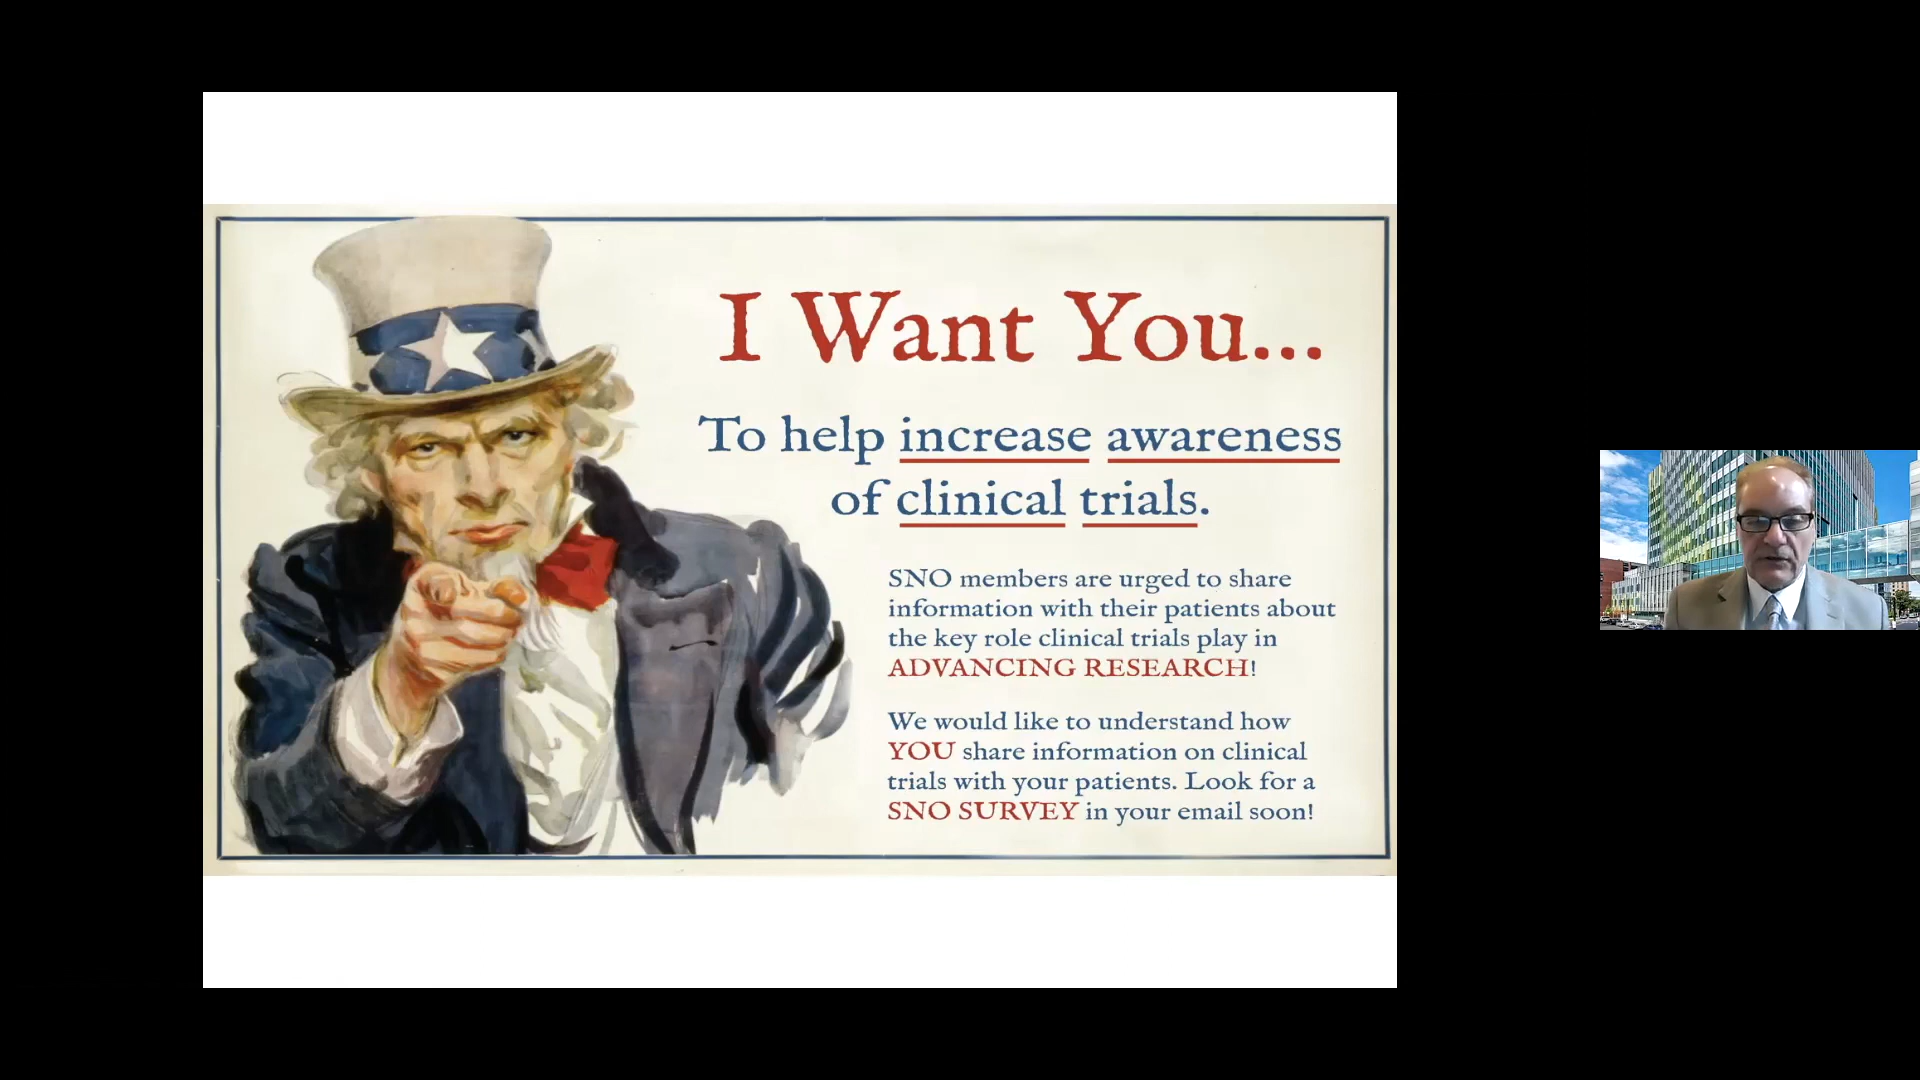 I Want You...
To help increase awareness
of clinical trials.
SNO members are urged to share
information with their patients about
the key role clinical trials play in
ADVANCING RESEARCH!
We would like to understand how
YOU share information on clinical
trials with your patients. Look for a
SNO SURVEY in your email soon!